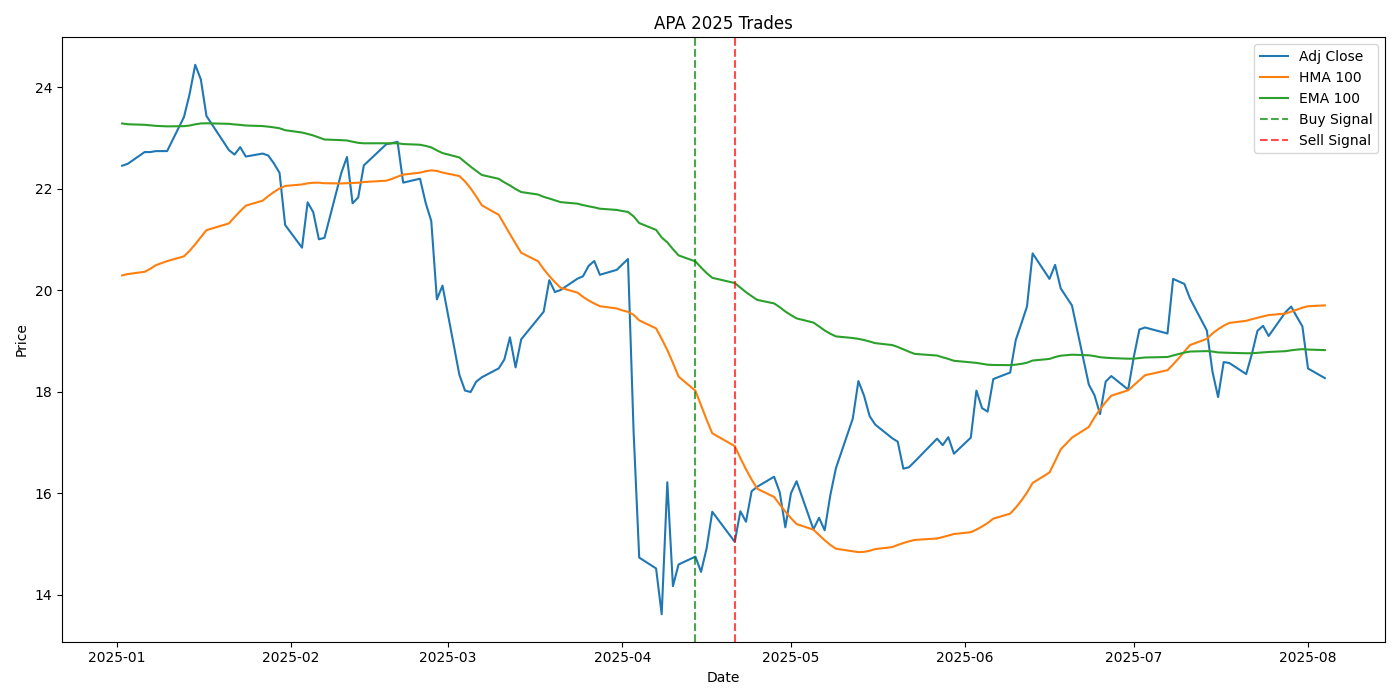 APA 2025 Trades
Adj Close
HMA 100
EMA 100
Buy Signal
Sell Signal
Price
24
22
20
18
16
14
2025-01
2025-02
2025-03
2025-04
2025-05
2025-06
2025-07
2025-08
Date